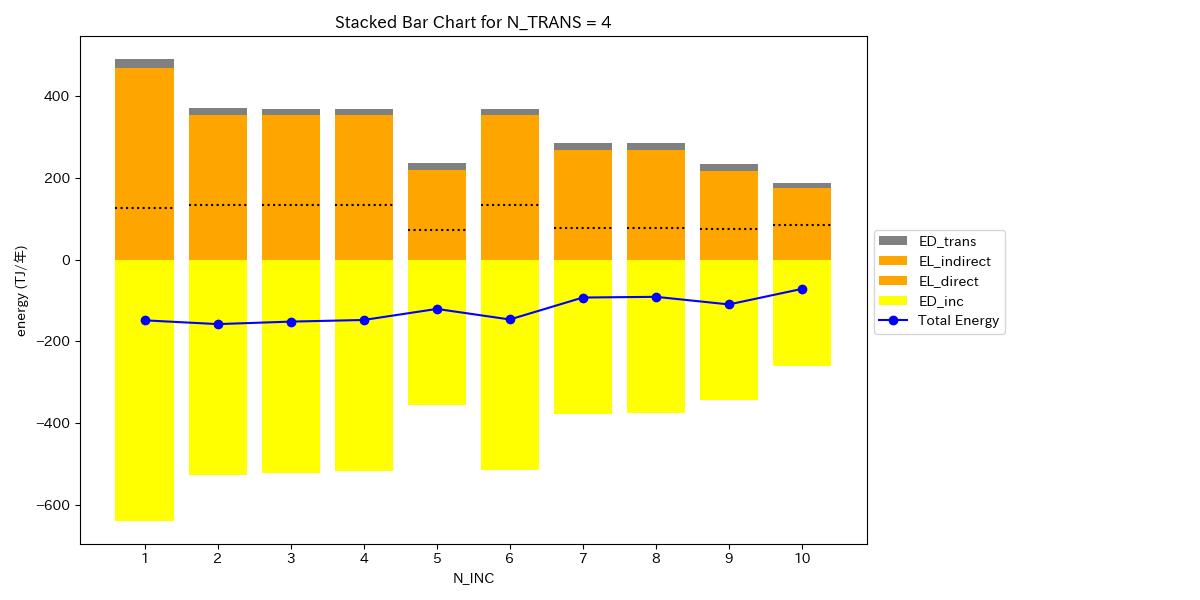 Stacked Bar Chart for N_TRANS = 4
energy (TJ/年)
400
200
0
−200
−400
−600
1 2 3 4 5 6 7 8 9 10
N_INC
ED_trans
EL_indirect
EL_direct
ED_inc
Total Energy